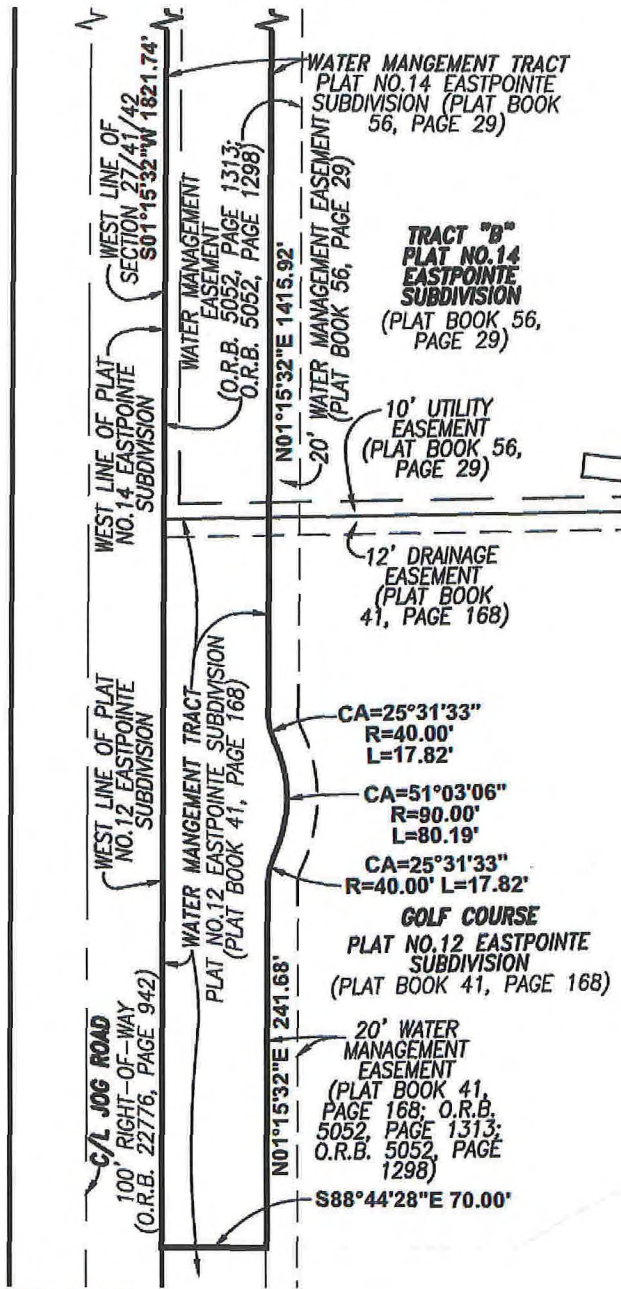 WEST LINE OF
SECTION 27/41/42
S01°15'32"W 1821.74'
WATER MANGEMENT TRACT
PLAT NO.14 EASTPOINTE
SUBDIVISION (PLAT BOOK
56, PAGE 29)
WATER MANAGEMENT
EASEMENT
(O.R.B. 5052, PAGE 1313;
O.R.B. 5052, PAGE 1298)
N01°15'32"E 1415.92'
20' WATER MANAGEMENT EASEMENT
(PLAT BOOK 56, PAGE 29)
TRACT "B"
PLAT NO.14
EASTPOINTE
SUBDIVISION
(PLAT BOOK 56,
PAGE 29)
WEST LINE OF PLAT
NO.14 EASTPOINTE
SUBDIVISION
10' UTILITY
EASEMENT
(PLAT BOOK 56,
PAGE 29)
12' DRAINAGE
EASEMENT
(PLAT BOOK
41, PAGE 168)
WEST LINE OF PLAT
NO.12 EASTPOINTE
SUBDIVISION
WATER MANGEMENT TRACT
PLAT NO.12 EASTPOINTE SUBDIVISION
(PLAT BOOK 41, PAGE 168)
CA=25°31'33"
R=40.00'
L=17.82'
CA=51°03'06"
R=90.00'
L=80.19'
CA=25°31'33"
R=40.00' L=17.82'
GOLF COURSE
PLAT NO.12 EASTPOINTE
SUBDIVISION
(PLAT BOOK 41, PAGE 168)
C/L JOG ROAD
100' RIGHT-OF-WAY
(O.R.B. 22776, PAGE 942)
N01°15'32"E 241.68'
20' WATER
MANAGEMENT
EASEMENT
(PLAT BOOK 41,
PAGE 168; O.R.B.
5052, PAGE 1313;
O.R.B. 5052, PAGE
1298)
S88°44'28"E 70.00'